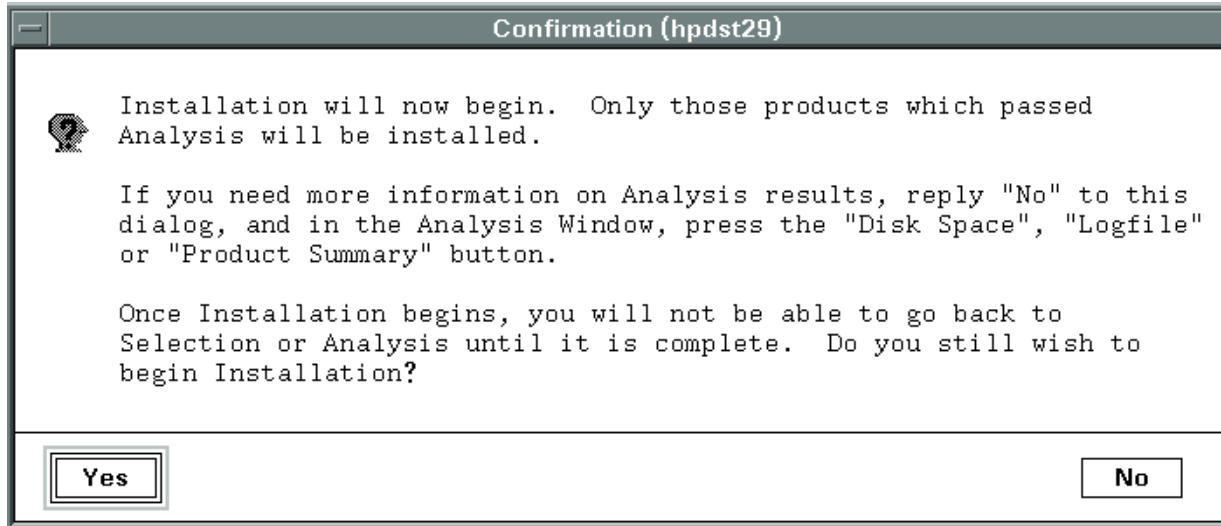 Confirmation (hpdst29)
Installation will now begin.  Only those products which passed
Analysis will be installed.
If you need more information on Analysis results, reply "No" to this
dialog, and in the Analysis Window, press the "Disk Space", "Logfile"
or "Product Summary" button.
Once Installation begins, you will not be able to go back to
Selection or Analysis until it is complete.  Do you still wish to
begin Installation?
Yes
No